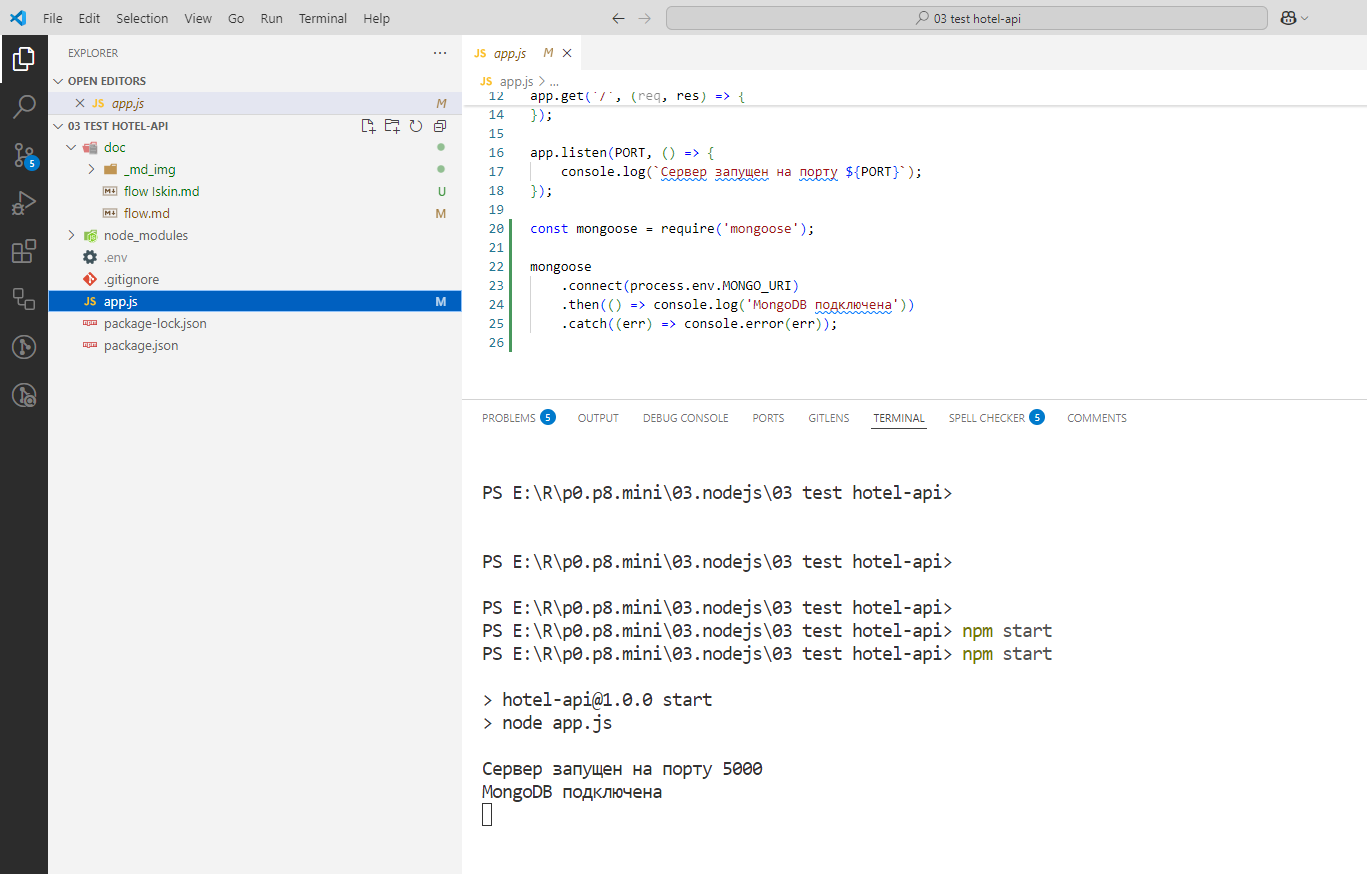 File Edit Selection View Go Run Terminal Help
03 test hotel-api
EXPLORER
OPEN EDITORS
JS app.js M
03 TEST HOTEL-API
doc
_md_img
flow Iskin.md U
flow.md M
node_modules
.env
.gitignore
JS app.js M
package-lock.json
package.json
5
JS app.js M
JS app.js > ...
12 app.get('/', (req, res) => {
14 });
15
16 app.listen(PORT, () => {
17 console.log(`Сервер запущен на порту ${PORT}`);
18 });
19
20 const mongoose = require('mongoose');
21
22 mongoose
23 .connect(process.env.MONGO_URI)
24 .then(() => console.log('MongoDB подключена'))
25 .catch((err) => console.error(err));
26
PROBLEMS 5 OUTPUT DEBUG CONSOLE PORTS GITLENS TERMINAL SPELL CHECKER 5 COMMENTS
PS E:\R\p0.p8.mini\03.nodejs\03 test hotel-api>
PS E:\R\p0.p8.mini\03.nodejs\03 test hotel-api>
PS E:\R\p0.p8.mini\03.nodejs\03 test hotel-api>
PS E:\R\p0.p8.mini\03.nodejs\03 test hotel-api> npm start
PS E:\R\p0.p8.mini\03.nodejs\03 test hotel-api> npm start
> hotel-api@1.0.0 start
> node app.js
Сервер запущен на порту 5000
MongoDB подключена